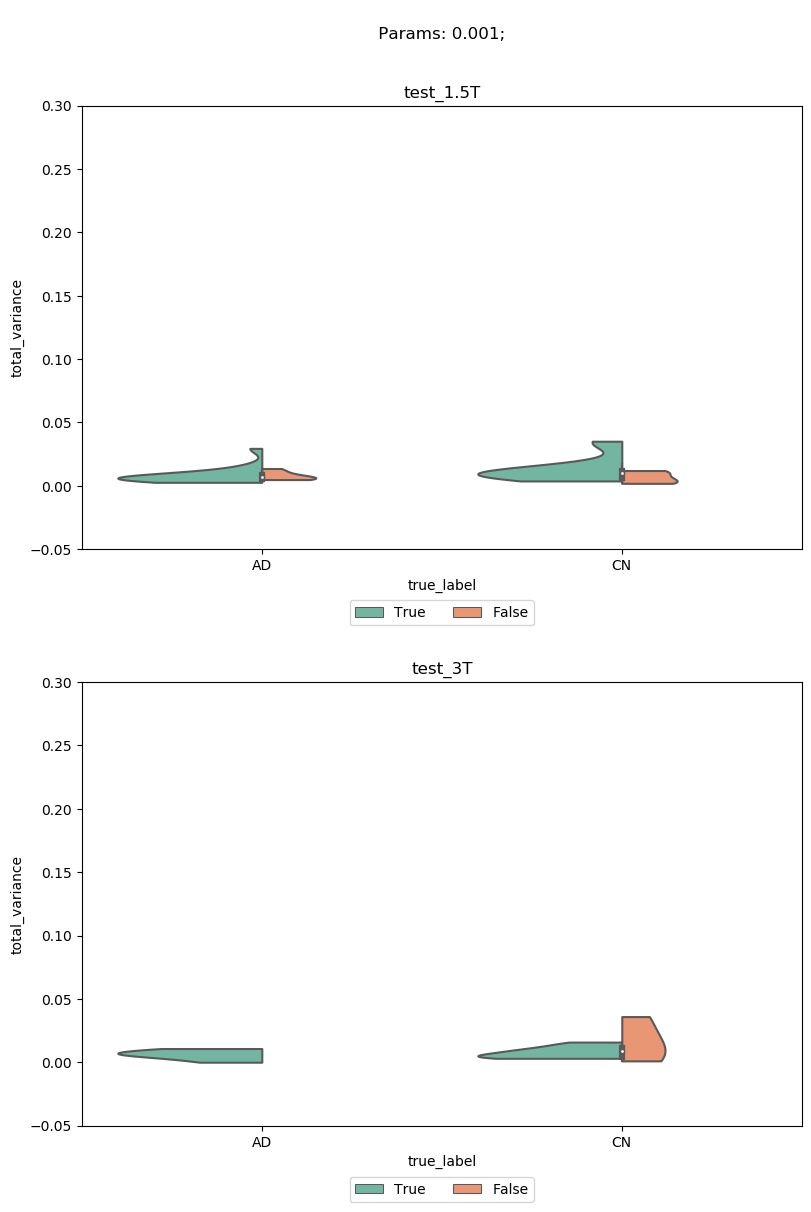 Params: 0.001;
test_1.5T
0.30
0.25
0.20
0.15
0.10
0.05
0.00
−0.05
total_variance
AD CN
true_label
True False
test_3T
0.30
0.25
0.20
0.15
0.10
0.05
0.00
−0.05
total_variance
AD CN
true_label
True False